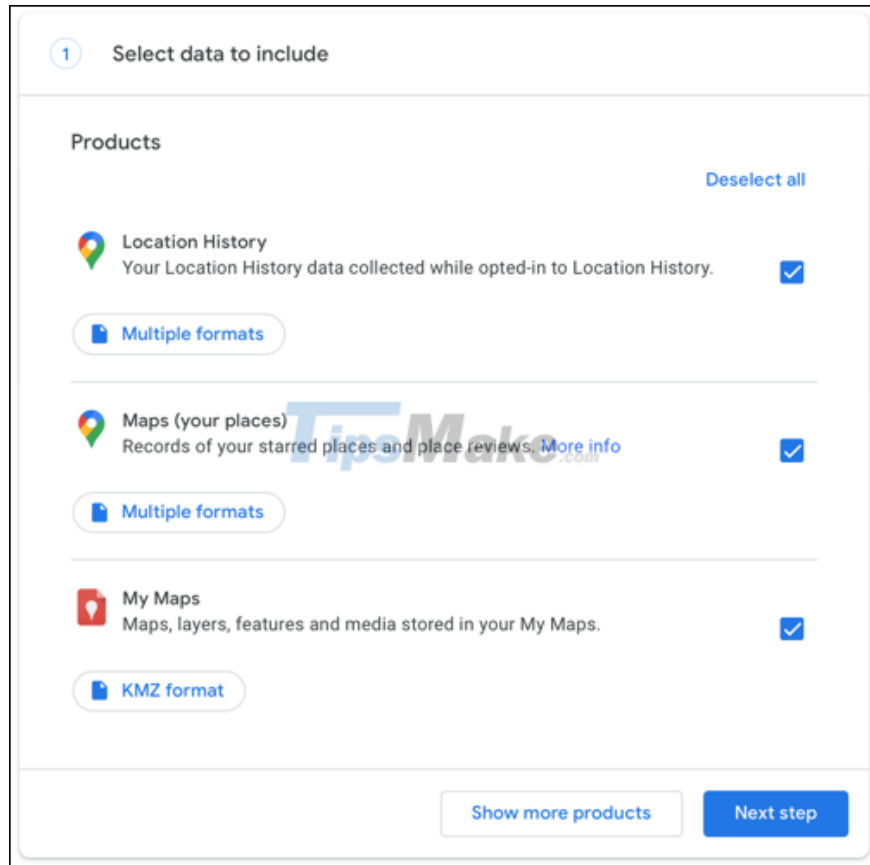 1 Select data to include
Products
Deselect all
Location History
Your Location History data collected while opted-in to Location History.
Multiple formats
Maps (your places)
Records of your starred places and place reviews. More info
TipsMake.com
Multiple formats
My Maps
Maps, layers, features and media stored in your My Maps.
KMZ format
Show more products
Next step